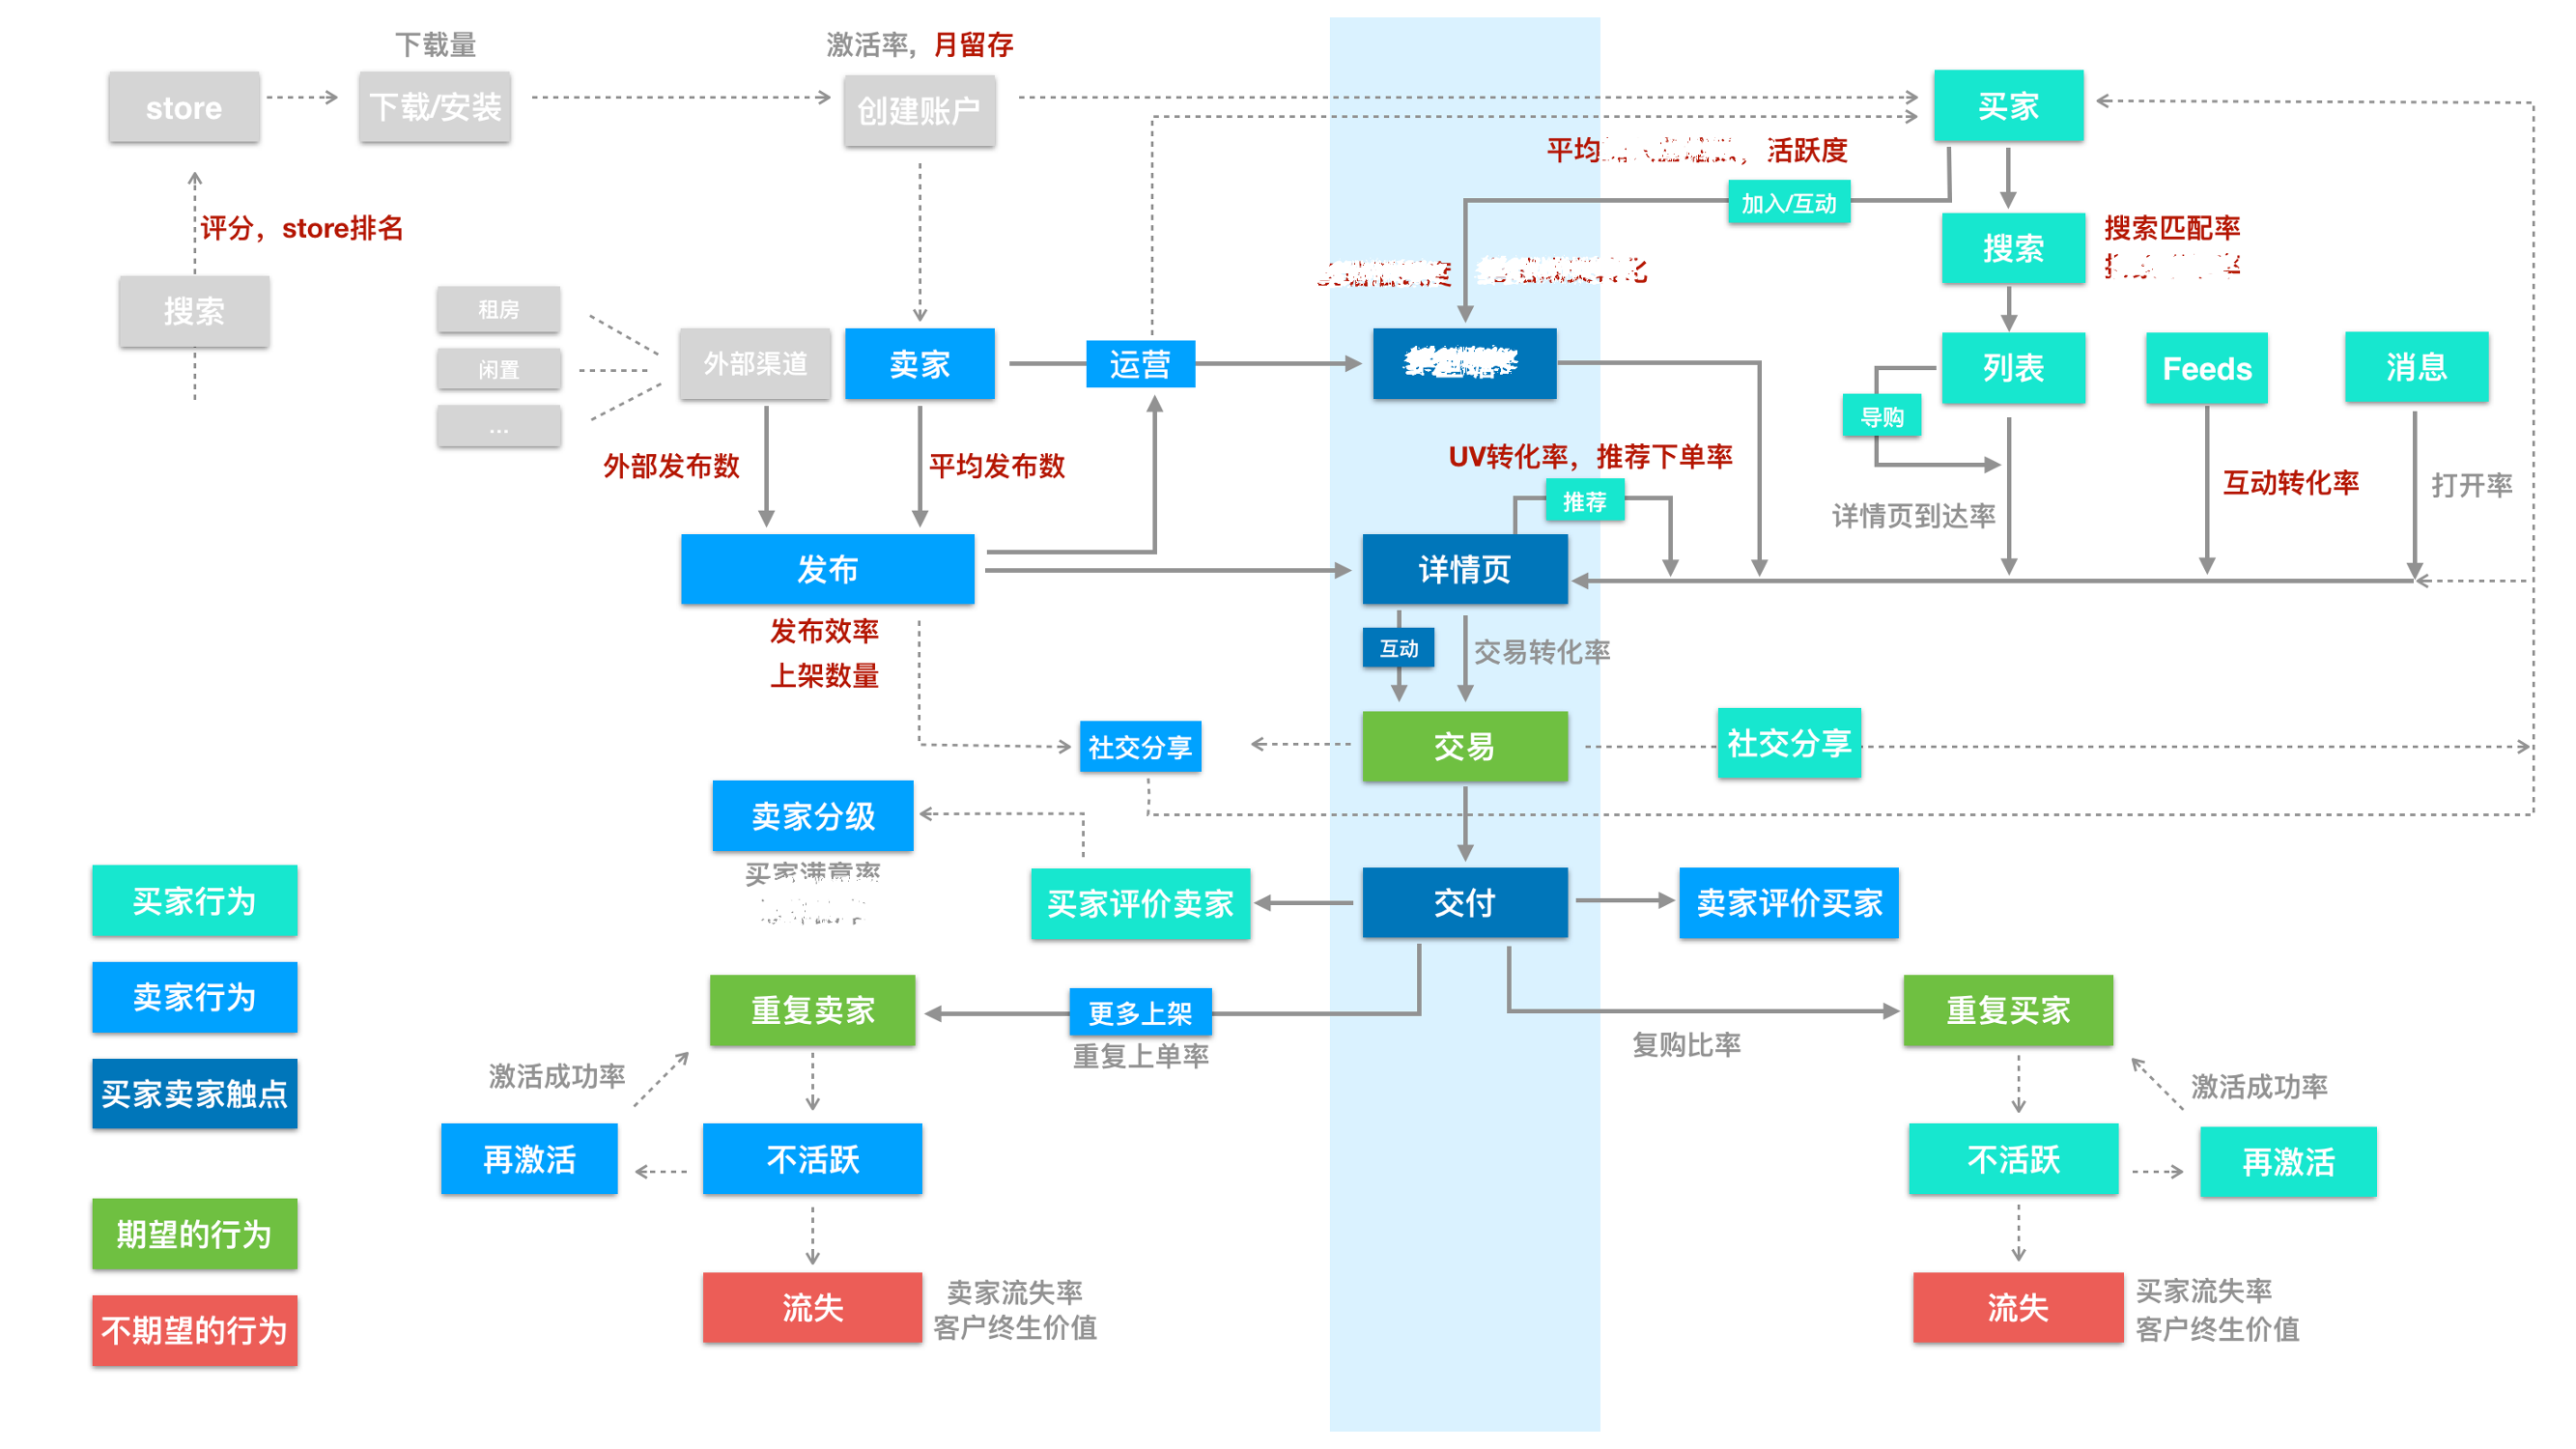 下载量
激活率，月留存
store
下载/安装
创建账户
买家
平均
，活跃度
加入/互动
评分，store排名
搜索
搜索
搜索匹配率
率
租房
闲置
...
外部渠道
卖家
运营
度
化
列表
Feeds
消息
导购
外部发布数
平均发布数
UV转化率，推荐下单率
推荐
互动转化率
打开率
详情页到达率
发布
详情页
发布效率
上架数量
互动
交易转化率
社交分享
交易
社交分享
卖家分级
买家满意率
买家评价卖家
交付
卖家评价买家
买家行为
卖家行为
买家卖家触点
期望的行为
不期望的行为
重复卖家
更多上架
重复上单率
复购比率
重复买家
激活成功率
激活成功率
再激活
不活跃
不活跃
再激活
流失
卖家流失率
客户终生价值
流失
买家流失率
客户终生价值